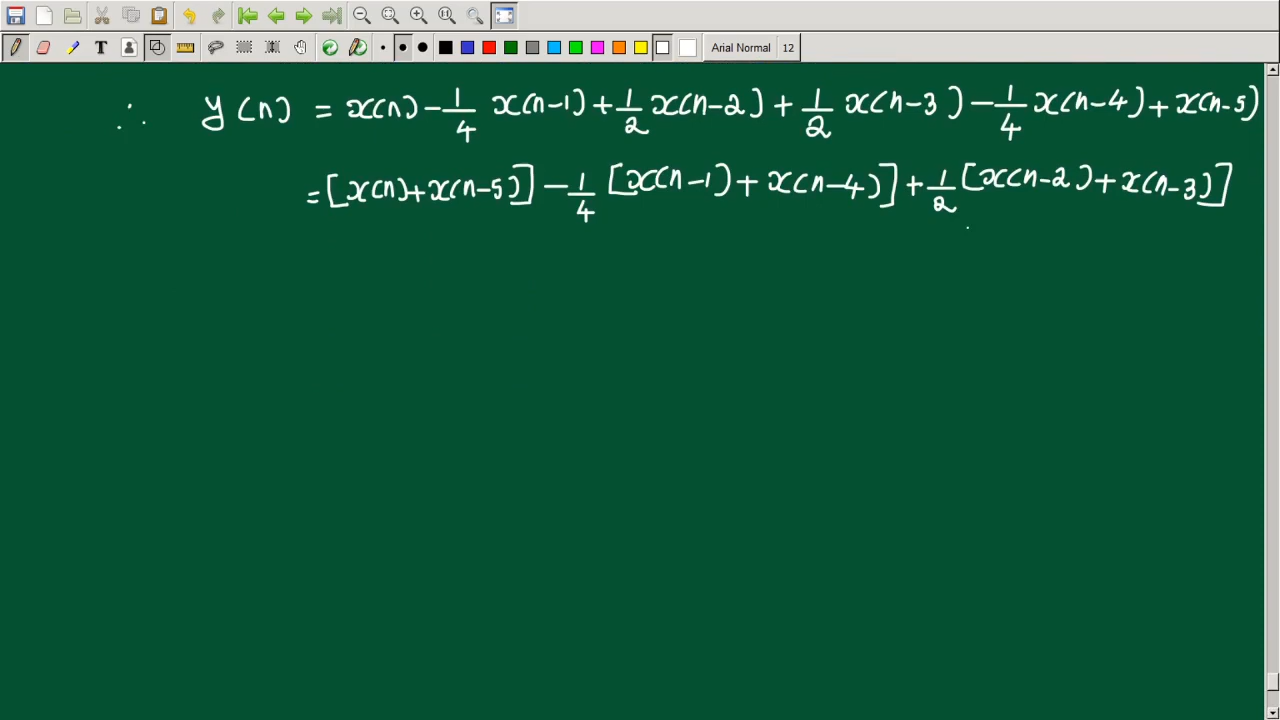 Arial Normal 12
∴ y(n) = x(n) - 1/4 x(n-1) + 1/2 x(n-2) + 1/2 x(n-3) - 1/4 x(n-4) + x(n-5)
= [x(n) + x(n-5)] - 1/4 [x(n-1) + x(n-4)] + 1/2 [x(n-2) + x(n-3)]